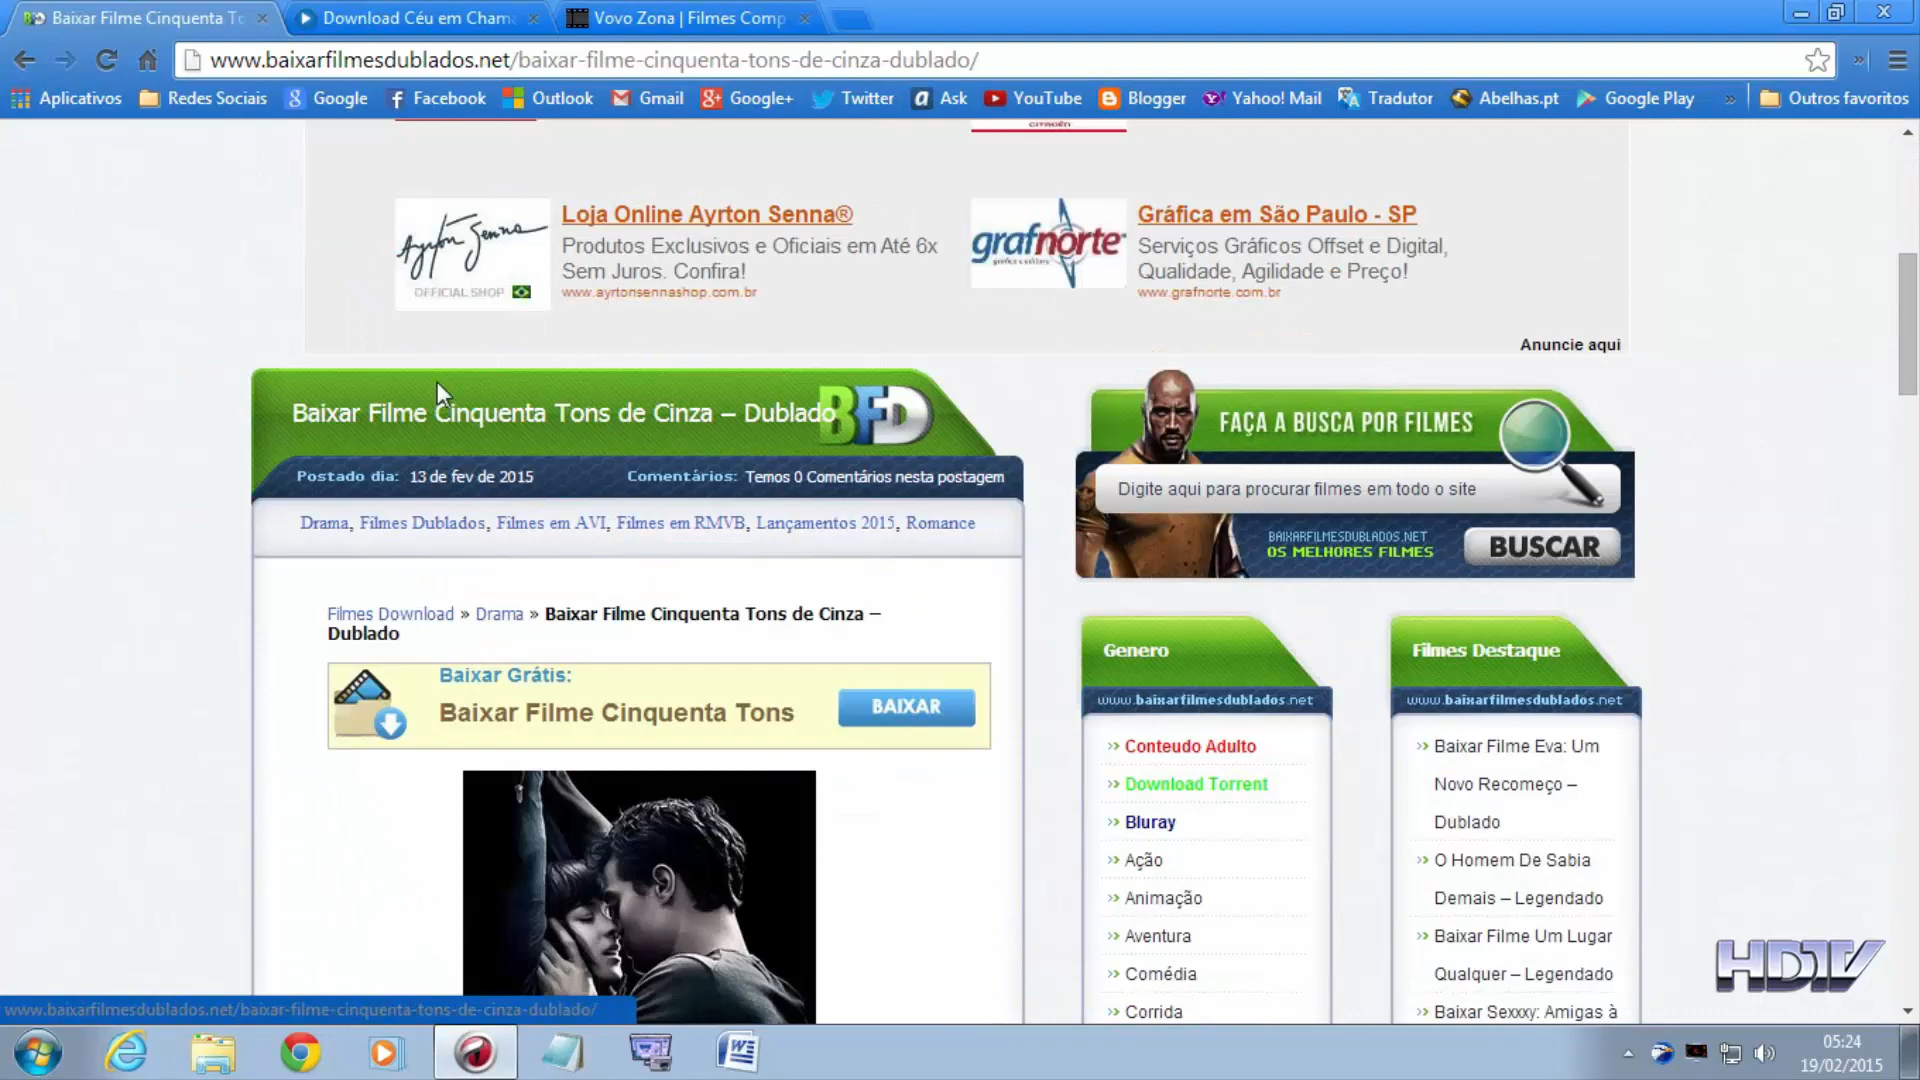 Baixar Filme Cinquenta To
Download Céu em Cham
Vovo Zona | Filmes Comp
www.baixarfilmesdublados.net/baixar-filme-cinquenta-tons-de-cinza-dublado/
Aplicativos Redes Sociais Google Facebook Outlook Gmail Google+ Twitter Ask YouTube Blogger Yahoo! Mail Tradutor Abelhas.pt Google Play » Outros favoritos
CITROËN
Ayrton Senna
OFFICIAL SHOP
Loja Online Ayrton Senna®
Produtos Exclusivos e Oficiais em Até 6x
Sem Juros. Confira!
www.ayrtonsennashop.com.br
grafnorte
Gráfica em São Paulo - SP
Serviços Gráficos Offset e Digital,
Qualidade, Agilidade e Preço!
www.grafnorte.com.br
Anuncie aqui
Baixar Filme Cinquenta Tons de Cinza – Dublado
BFD
Postado dia: 13 de fev de 2015
Comentários: Temos 0 Comentários nesta postagem
Drama, Filmes Dublados, Filmes em AVI, Filmes em RMVB, Lançamentos 2015, Romance
Filmes Download » Drama » Baixar Filme Cinquenta Tons de Cinza –
Dublado
Baixar Grátis:
Baixar Filme Cinquenta Tons
BAIXAR
FAÇA A BUSCA POR FILMES
Digite aqui para procurar filmes em todo o site
BAIXARFILMESDUBLADOS.NET
OS MELHORES FILMES
BUSCAR
Genero
www.baixarfilmesdublados.net
›› Conteudo Adulto
›› Download Torrent
›› Bluray
›› Ação
›› Animação
›› Aventura
›› Comédia
›› Corrida
Filmes Destaque
www.baixarfilmesdublados.net
›› Baixar Filme Eva: Um
Novo Recomeço –
Dublado
›› O Homem De Sabia
Demais – Legendado
›› Baixar Filme Um Lugar
Qualquer – Legendado
›› Baixar Sexxxy: Amigas à
HDTV
www.baixarfilmesdublados.net/baixar-filme-cinquenta-tons-de-cinza-dublado/
05:24
19/02/2015